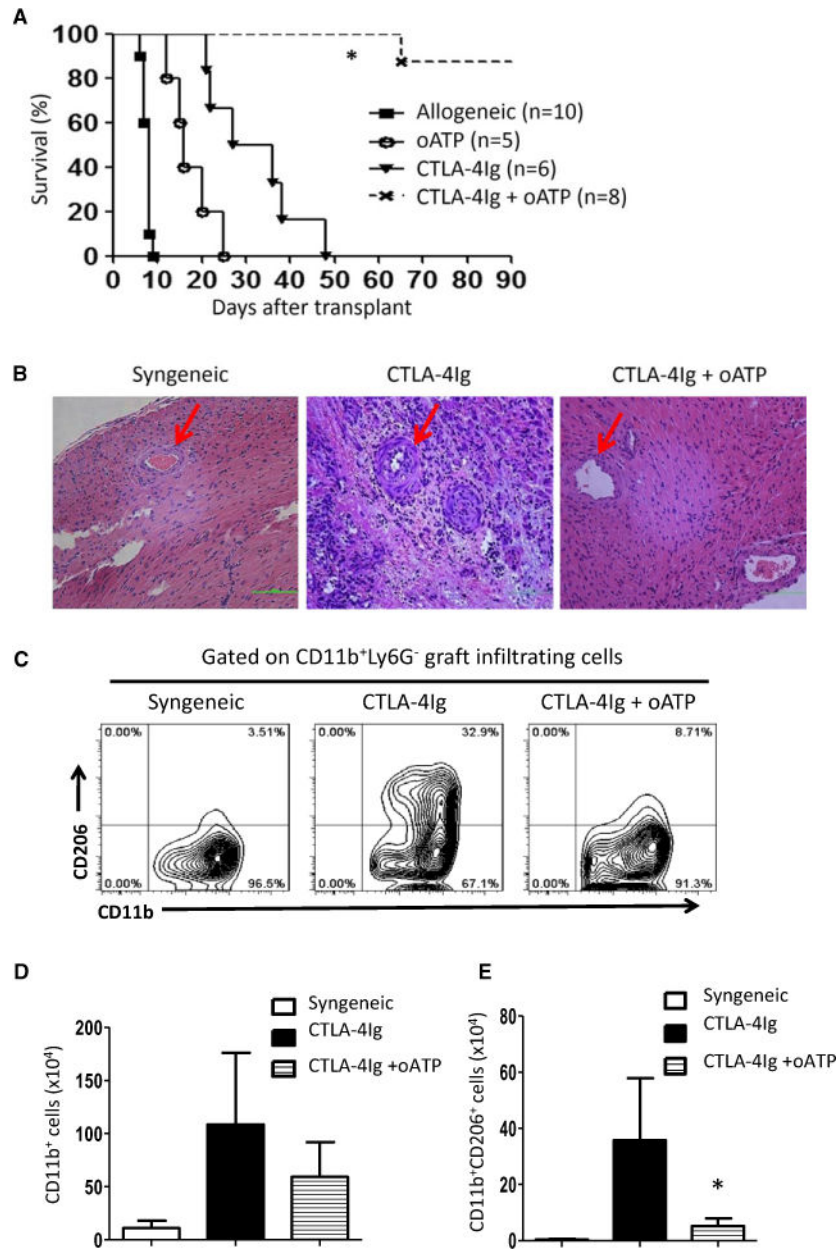 A
100
80
60
40
20
0
Survival (%)
*
Allogeneic (n=10)
oATP (n=5)
CTLA-4Ig (n=6)
CTLA-4Ig + oATP (n=8)
0 10 20 30 40 50 60 70 80 90
Days after transplant
B
Syngeneic CTLA-4Ig CTLA-4Ig + oATP
C
Gated on CD11b⁺Ly6G⁻ graft infiltrating cells
Syngeneic CTLA-4Ig CTLA-4Ig + oATP
0.00% 3.51% 0.00% 32.9% 0.00% 8.71%
CD206
0.00% 96.5% 0.00% 67.1% 0.00% 91.3%
CD11b
D
Syngeneic
CTLA-4Ig
CTLA-4Ig +oATP
200
150
100
50
0
CD11b⁺ cells (x10⁴)
E
Syngeneic
CTLA-4Ig
CTLA-4Ig +oATP
80
60
40
20
0
CD11b⁺CD206⁺ cells (x10⁴)
*